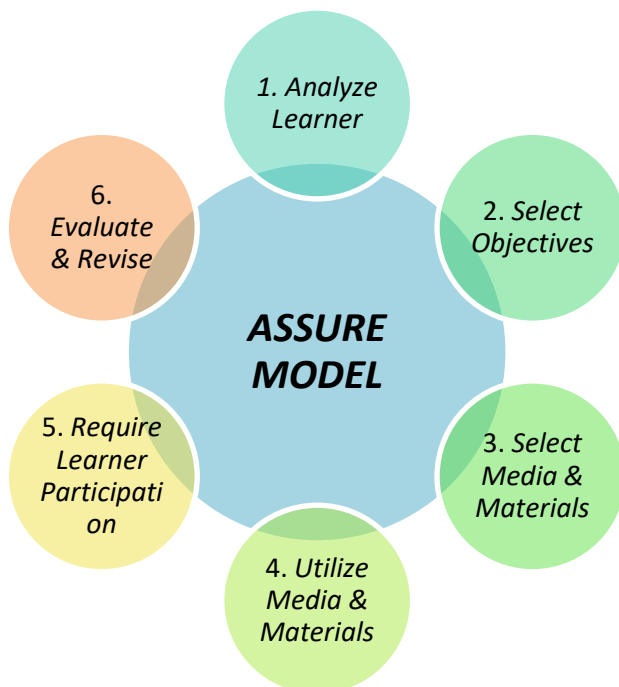 1. Analyze
Learner
2. Select
Objectives
3. Select
Media &
Materials
4. Utilize
Media &
Materials
5. Require
Learner
Participati
on
6.
Evaluate
& Revise
ASSURE
MODEL